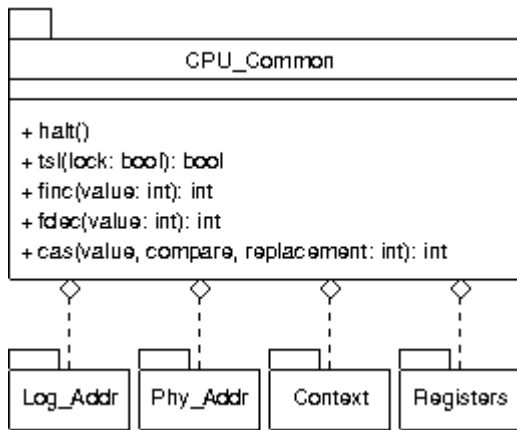 CPU_Common
+ halt()
+ tsl(lock: bool): bool
+ finc(value: int): int
+ fdec(value: int): int
+ cas(value, compare, replacement: int): int
Log_Addr Phy_Addr Context Registers